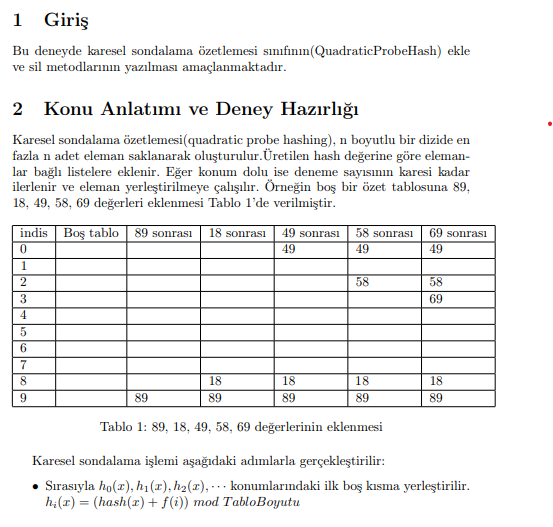 1 Giriş
Bu deneyde karesel sondalama özetlemesi sınıfının(QuadraticProbeHash) ekle
ve sil metodlarının yazılması amaçlanmaktadır.
2 Konu Anlatımı ve Deney Hazırlığı
Karesel sondalama özetlemesi(quadratic probe hashing), n boyutlu bir dizide en
fazla n adet eleman saklanarak oluşturulur.Üretilen hash değerine göre eleman-
lar bağlı listelere eklenir. Eğer konum dolu ise deneme sayısının karesi kadar
ilerlenir ve eleman yerleştirilmeye çalışılır. Örneğin boş bir özet tablosuna 89,
18, 49, 58, 69 değerleri eklenmesi Tablo 1'de verilmiştir.
indis Boş tablo 89 sonrası 18 sonrası 49 sonrası 58 sonrası 69 sonrası
0 49 49 49
1
2 58 58
3 69
4
5
6
7
8 18 18 18 18
9 89 89 89 89 89
Tablo 1: 89, 18, 49, 58, 69 değerlerinin eklenmesi
Karesel sondalama işlemi aşağıdaki adımlarla gerçekleştirilir:
• Sırasıyla h₀(x), h₁(x), h₂(x), ··· konumlarındaki ilk boş kısma yerleştirilir.
hᵢ(x) = (hash(x) + f(i)) mod TabloBoyutu